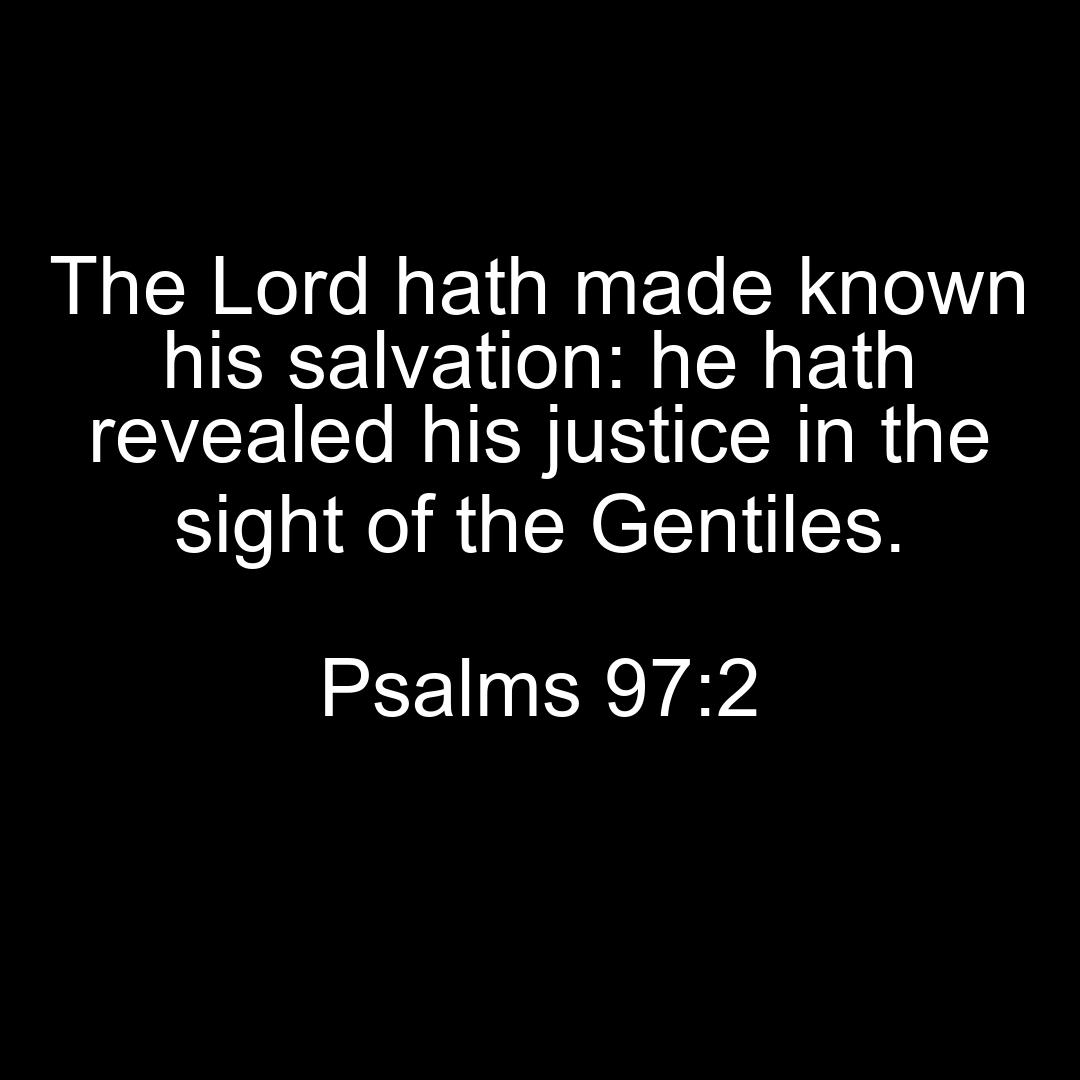 The Lord hath made known
his salvation: he hath
revealed his justice in the
sight of the Gentiles.
Psalms 97:2